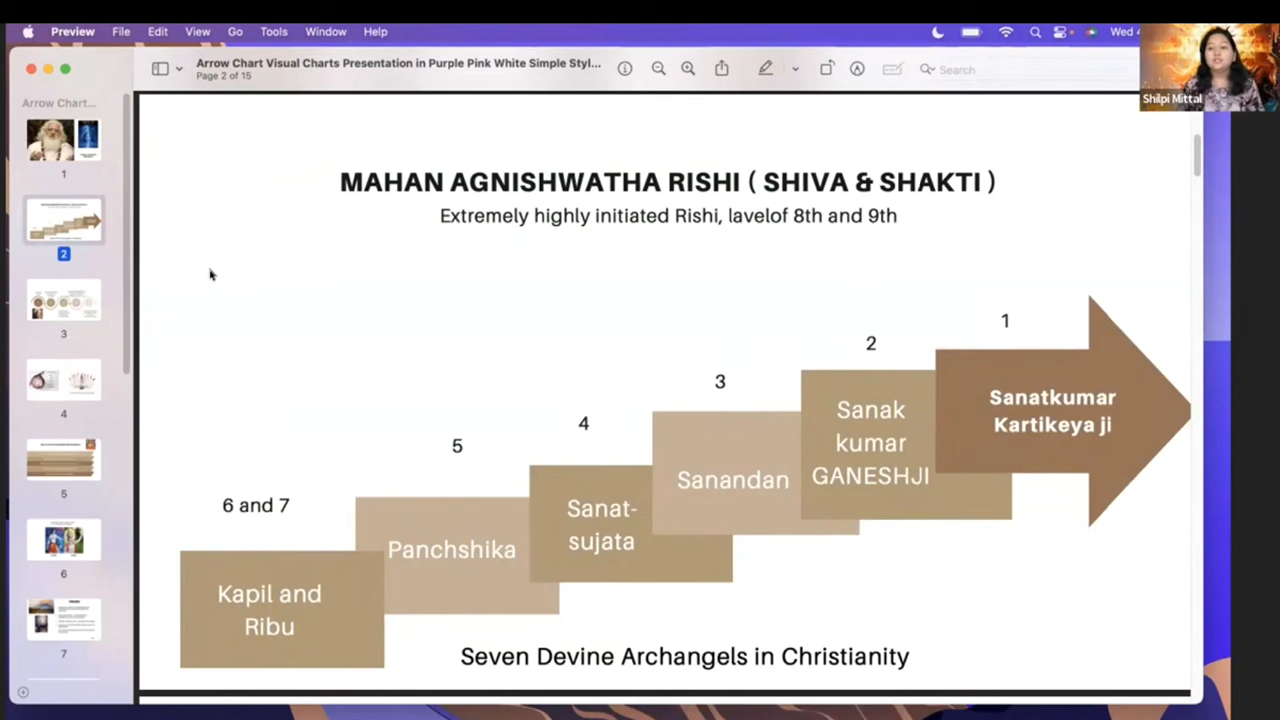 Preview File Edit View Go Tools Window Help
Wed 4
Arrow Chart Visual Charts Presentation in Purple Pink White Simple Styl...
Page 2 of 15
Search
Shilpi Mittal
Arrow Chart...
1
2
3
4
5
6
7
MAHAN AGNISHWATHA RISHI ( SHIVA & SHAKTI )
Extremely highly initiated Rishi, lavelof 8th and 9th
1
Sanatkumar
Kartikeya ji
2
Sanak
kumar
GANESHJI
3
Sanandan
4
Sanat-
sujata
5
Panchshika
6 and 7
Kapil and
Ribu
Seven Devine Archangels in Christianity